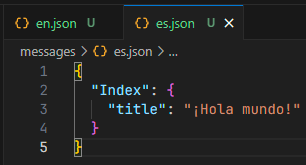 en.json U es.json U ×
messages > {} es.json > ...
1 {
2 "Index": {
3 "title": "¡Hola mundo!"
4 }
5 }